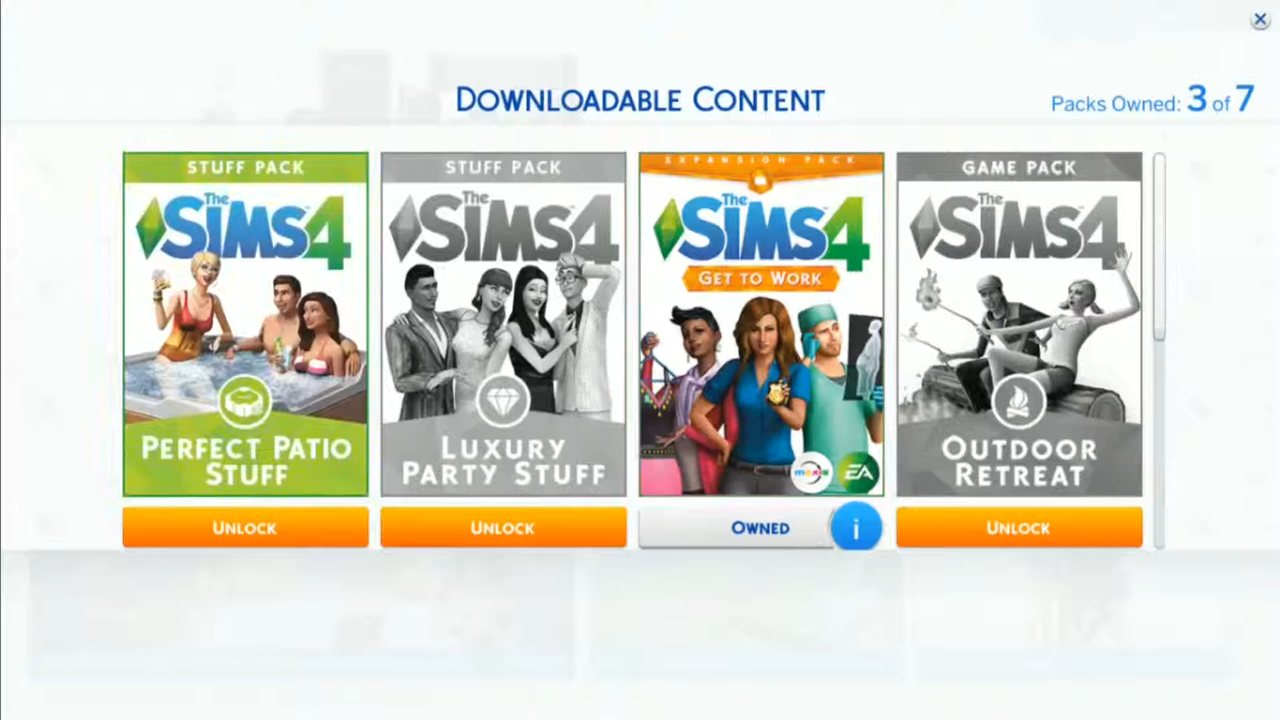 Downloadable Content
Packs Owned: 3 of 7
STUFF PACK
The SIMS 4
PERFECT PATIO
STUFF
UNLOCK
STUFF PACK
The SIMS 4
LUXURY
PARTY STUFF
UNLOCK
EXPANSION PACK
The SIMS 4
GET TO WORK
maxis
EA
OWNED
i
GAME PACK
The SIMS 4
OUTDOOR
RETREAT
UNLOCK